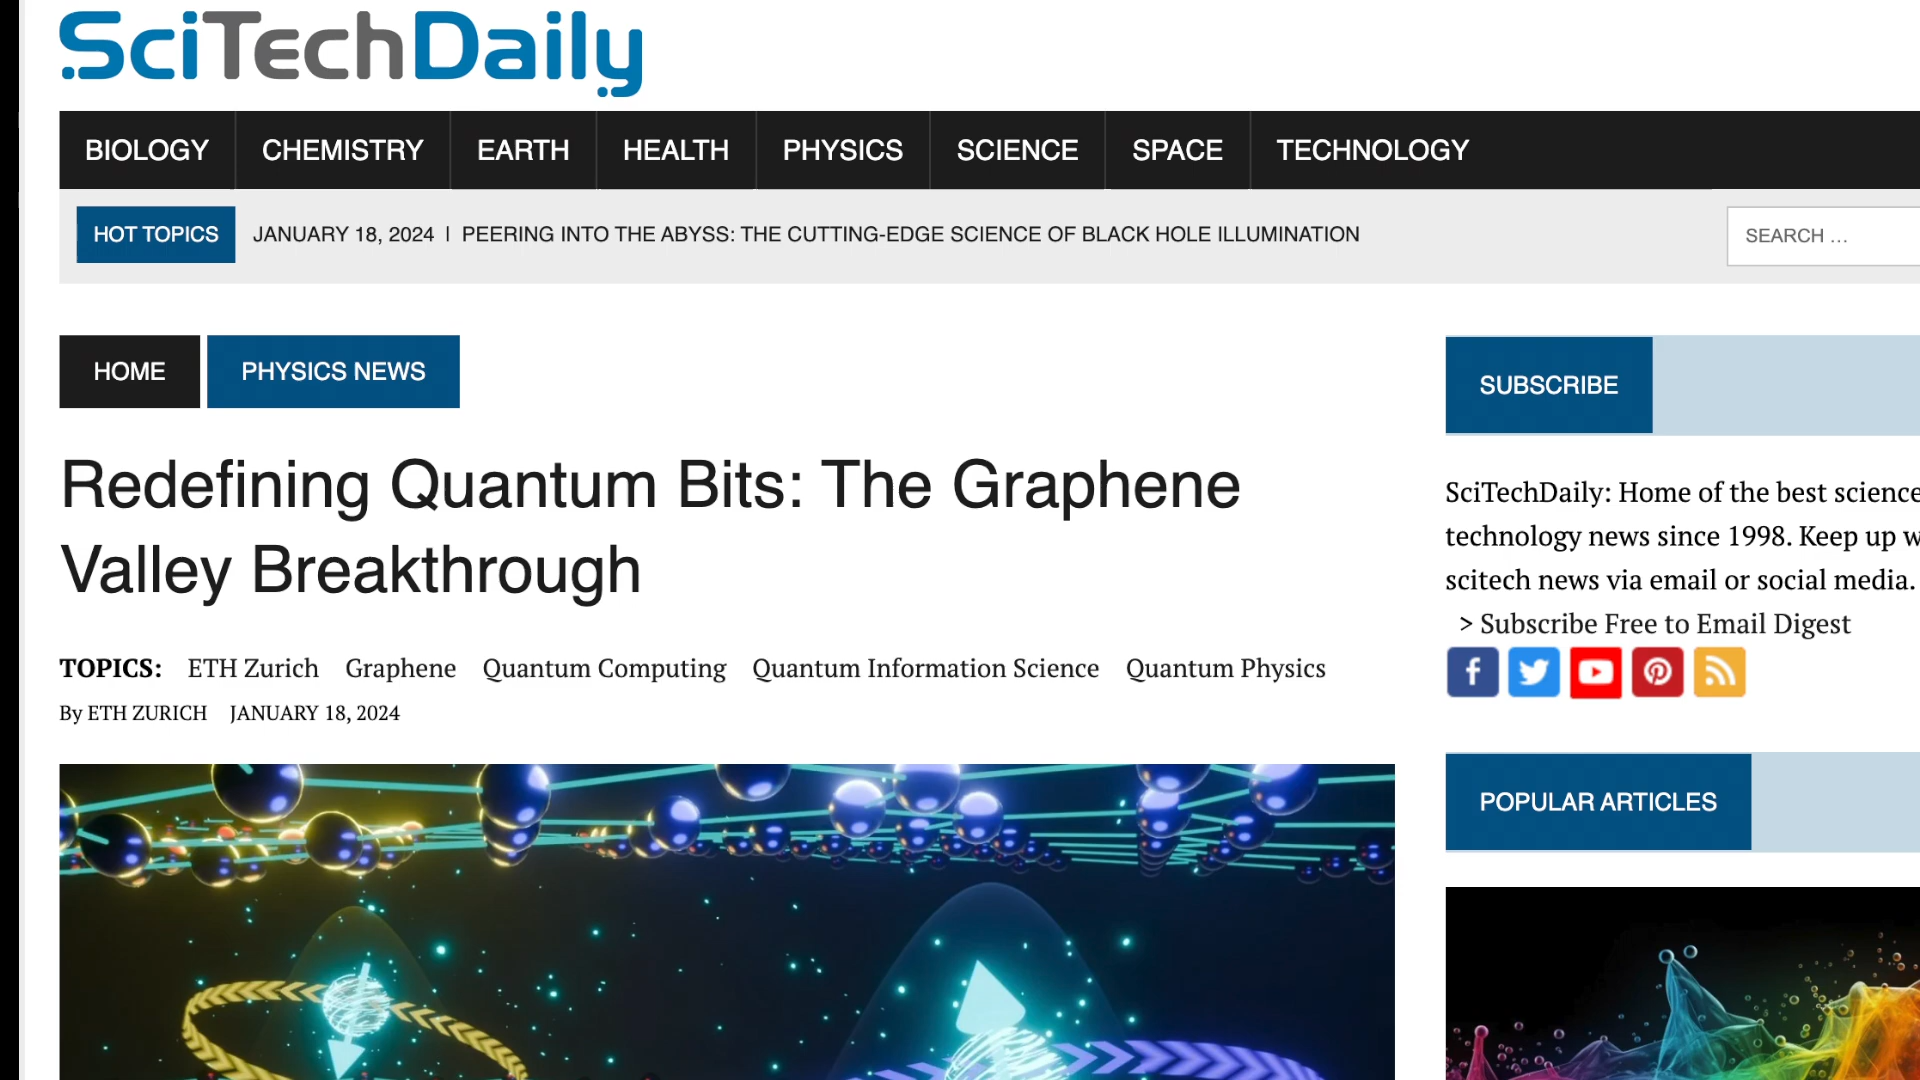 SciTechDaily
BIOLOGY CHEMISTRY EARTH HEALTH PHYSICS SCIENCE SPACE TECHNOLOGY
HOT TOPICS JANUARY 18, 2024 | PEERING INTO THE ABYSS: THE CUTTING-EDGE SCIENCE OF BLACK HOLE ILLUMINATION
SEARCH ...
HOME PHYSICS NEWS
Redefining Quantum Bits: The Graphene
Valley Breakthrough
TOPICS: ETH Zurich Graphene Quantum Computing Quantum Information Science Quantum Physics
By ETH ZURICH JANUARY 18, 2024
SUBSCRIBE
SciTechDaily: Home of the best science
technology news since 1998. Keep up w
scitech news via email or social media.
> Subscribe Free to Email Digest
POPULAR ARTICLES